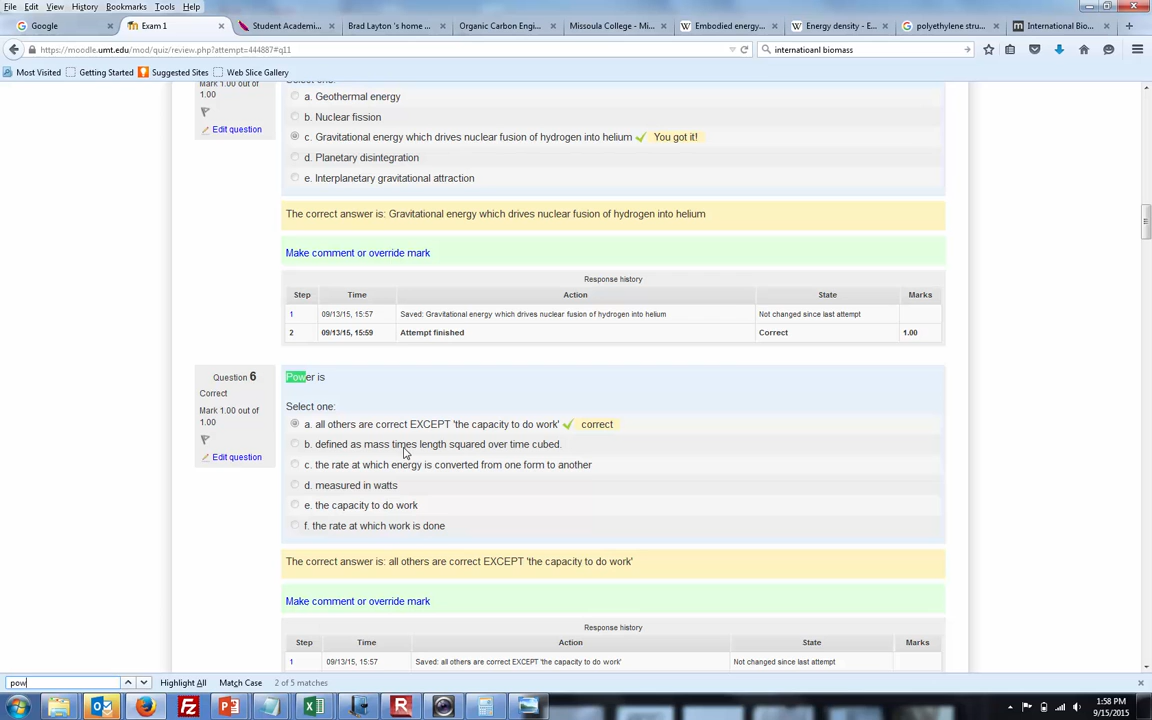 File Edit View History Bookmarks Tools Help
Google × Exam 1 × Student Academi... × Brad Layton 's home ... × Organic Carbon Engi... × Missoula College - Mi... × Embodied energy... × Energy density - E... × polyethylene stru... × International Bio... ×
https://moodle.umt.edu/mod/quiz/review.php?attempt=444887#q11
internatioanl biomass
Most Visited Getting Started Suggested Sites Web Slice Gallery
Mark 1.00 out of
1.00
Edit question
Select one:
a. Geothermal energy
b. Nuclear fission
c. Gravitational energy which drives nuclear fusion of hydrogen into helium You got it!
d. Planetary disintegration
e. Interplanetary gravitational attraction
The correct answer is: Gravitational energy which drives nuclear fusion of hydrogen into helium
Make comment or override mark
Response history
Step Time Action State Marks
1 09/13/15, 15:57 Saved: Gravitational energy which drives nuclear fusion of hydrogen into helium Not changed since last attempt
2 09/13/15, 15:59 Attempt finished Correct 1.00
Question 6
Correct
Mark 1.00 out of
1.00
Edit question
Power is
Select one:
a. all others are correct EXCEPT 'the capacity to do work' correct
b. defined as mass times length squared over time cubed.
c. the rate at which energy is converted from one form to another
d. measured in watts
e. the capacity to do work
f. the rate at which work is done
The correct answer is: all others are correct EXCEPT 'the capacity to do work'
Make comment or override mark
Response history
Step Time Action State Marks
1 09/13/15, 15:57 Saved: all others are correct EXCEPT 'the capacity to do work' Not changed since last attempt
pow Highlight All Match Case 2 of 5 matches
1:58 PM
9/15/2015